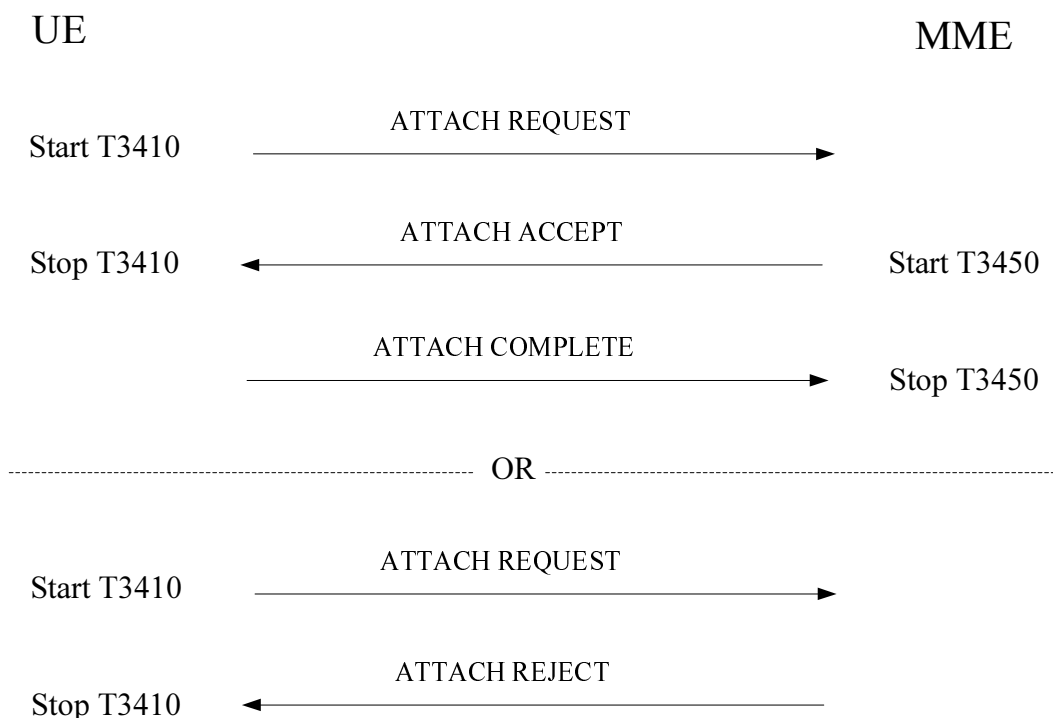 UE
MME
ATTACH REQUEST
Start T3410
ATTACH ACCEPT
Stop T3410
Start T3450
ATTACH COMPLETE
Stop T3450
OR
ATTACH REQUEST
Start T3410
ATTACH REJECT
Stop T3410